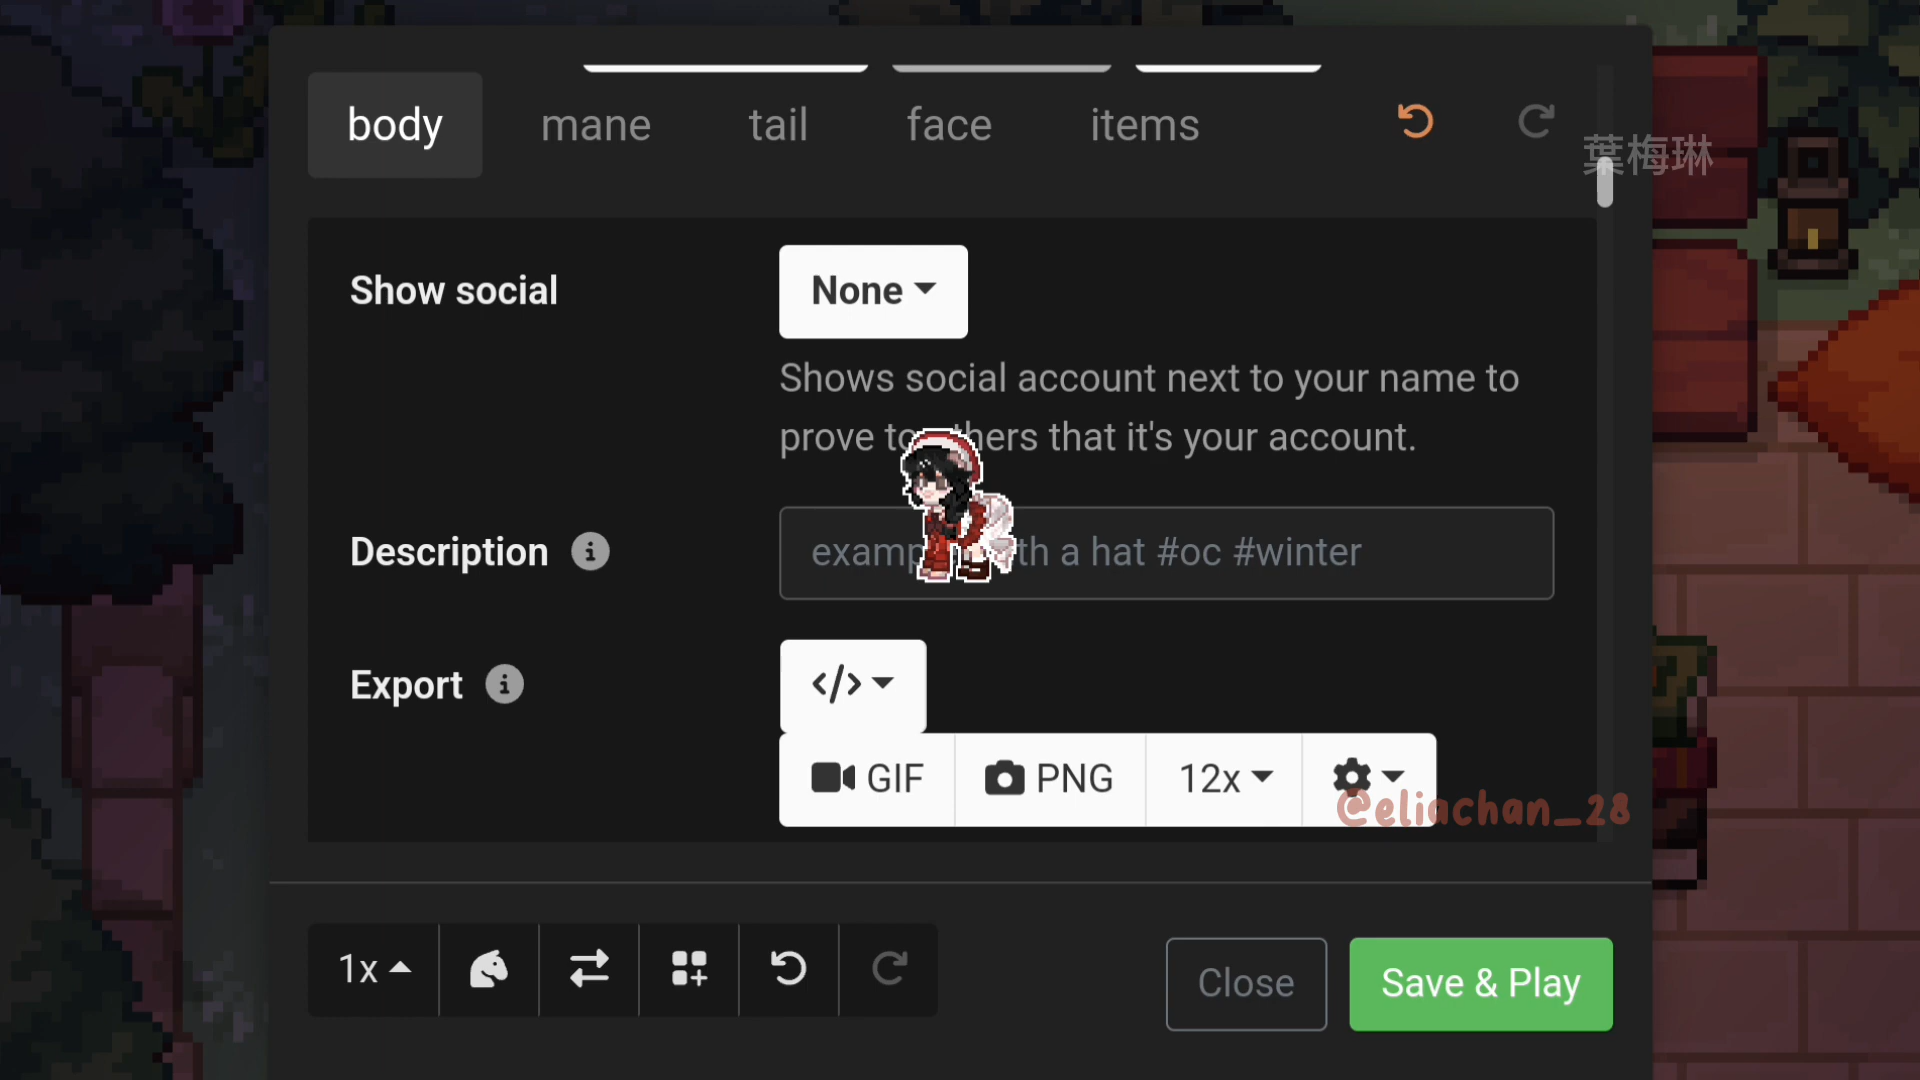 body mane tail face items
葉梅琳
Show social None
Shows social account next to your name to
prove to thers that it's your account.
Description examp th a hat #oc #winter
Export </>
GIF PNG 12x
@eliachan_28
1x Close Save & Play